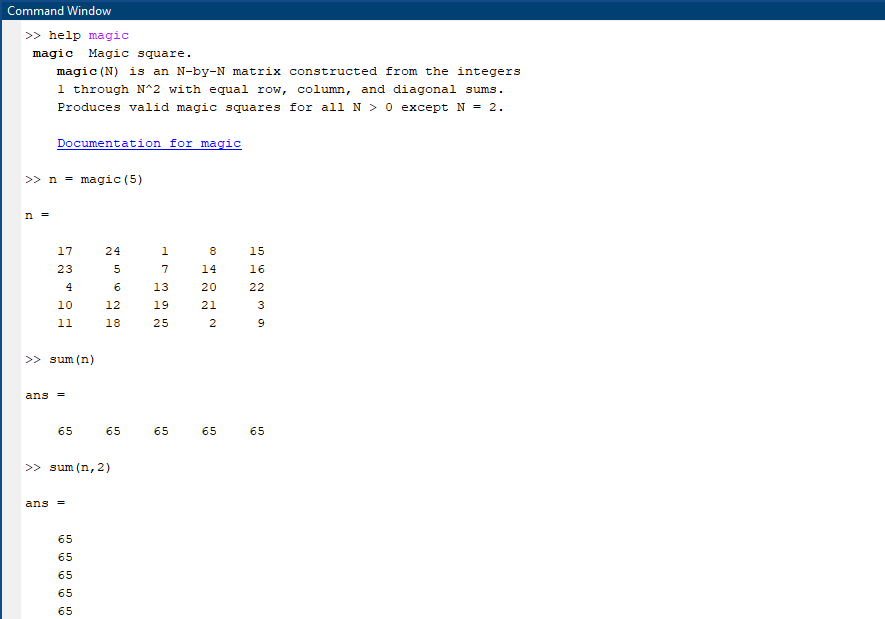 Command Window
>> help magic
magic  Magic square.
magic(N) is an N-by-N matrix constructed from the integers
1 through N^2 with equal row, column, and diagonal sums.
Produces valid magic squares for all N > 0 except N = 2.
Documentation for magic
>> n = magic(5)
n =
17 24 1 8 15
23 5 7 14 16
4 6 13 20 22
10 12 19 21 3
11 18 25 2 9
>> sum(n)
ans =
65 65 65 65 65
>> sum(n,2)
ans =
65
65
65
65
65